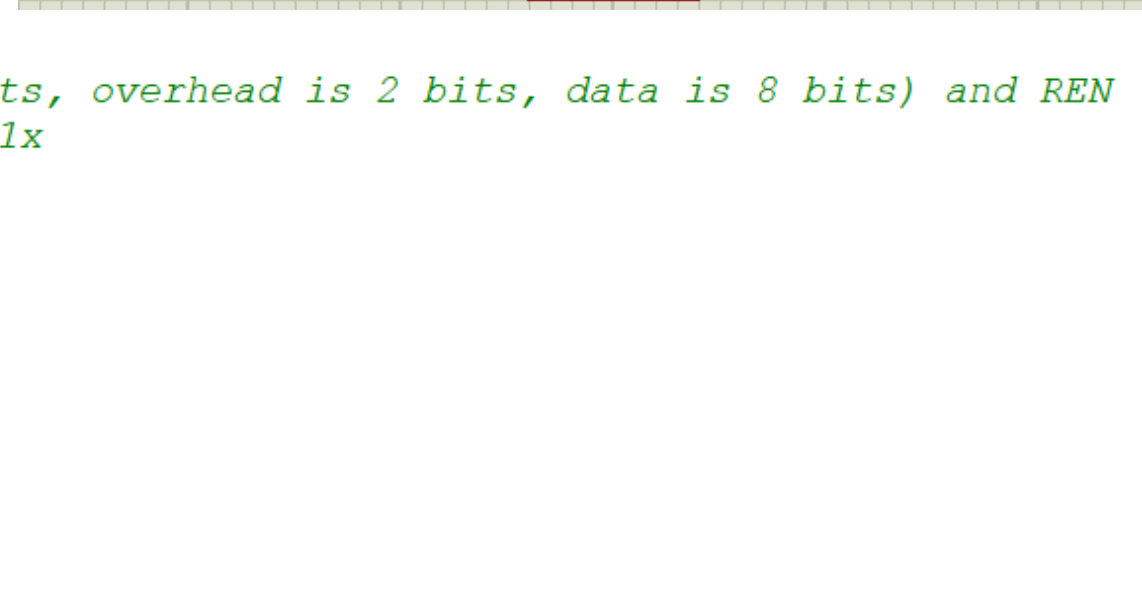 ts, overhead is 2 bits, data is 8 bits) and REN
1x